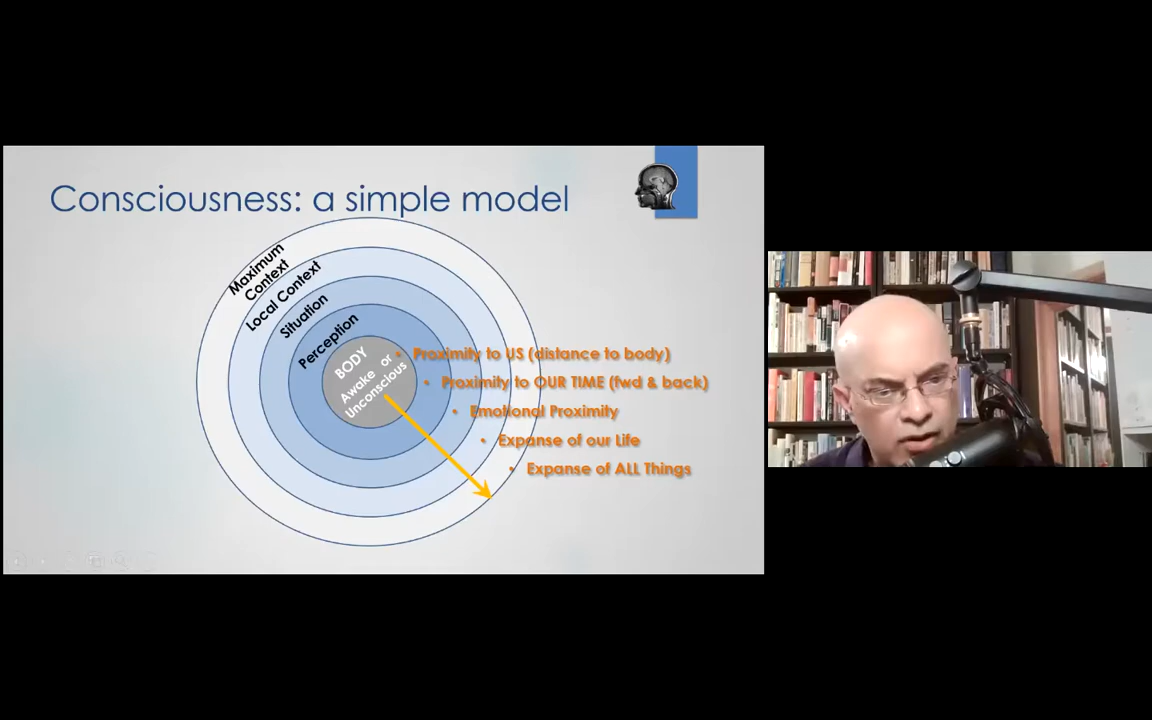 Consciousness: a simple model
Maximum
Context
Local Context
Situation
Perception
BODY
Awake or
Unconscious
• Proximity to US (distance to body)
• Proximity to OUR TIME (fwd & back)
• Emotional Proximity
• Expanse of our Life
• Expanse of ALL Things